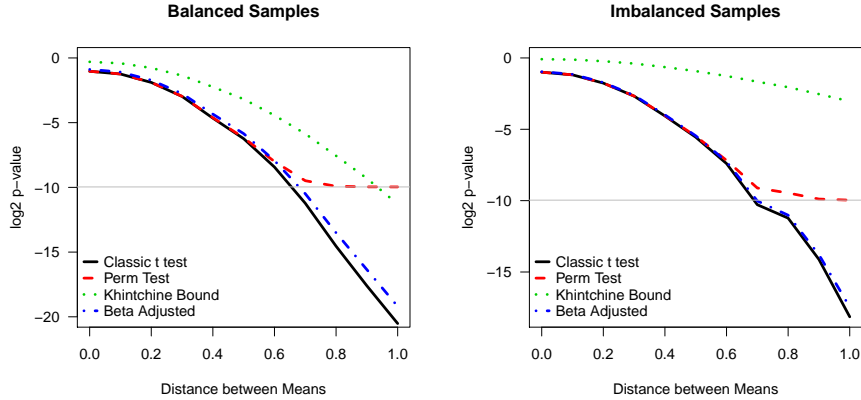 Balanced Samples
log2 p-value
0
−5
−10
−15
−20
Classic t test
Perm Test
Khintchine Bound
Beta Adjusted
0.0 0.2 0.4 0.6 0.8 1.0
Distance between Means
Imbalanced Samples
log2 p-value
0
−5
−10
−15
Classic t test
Perm Test
Khintchine Bound
Beta Adjusted
0.0 0.2 0.4 0.6 0.8 1.0
Distance between Means